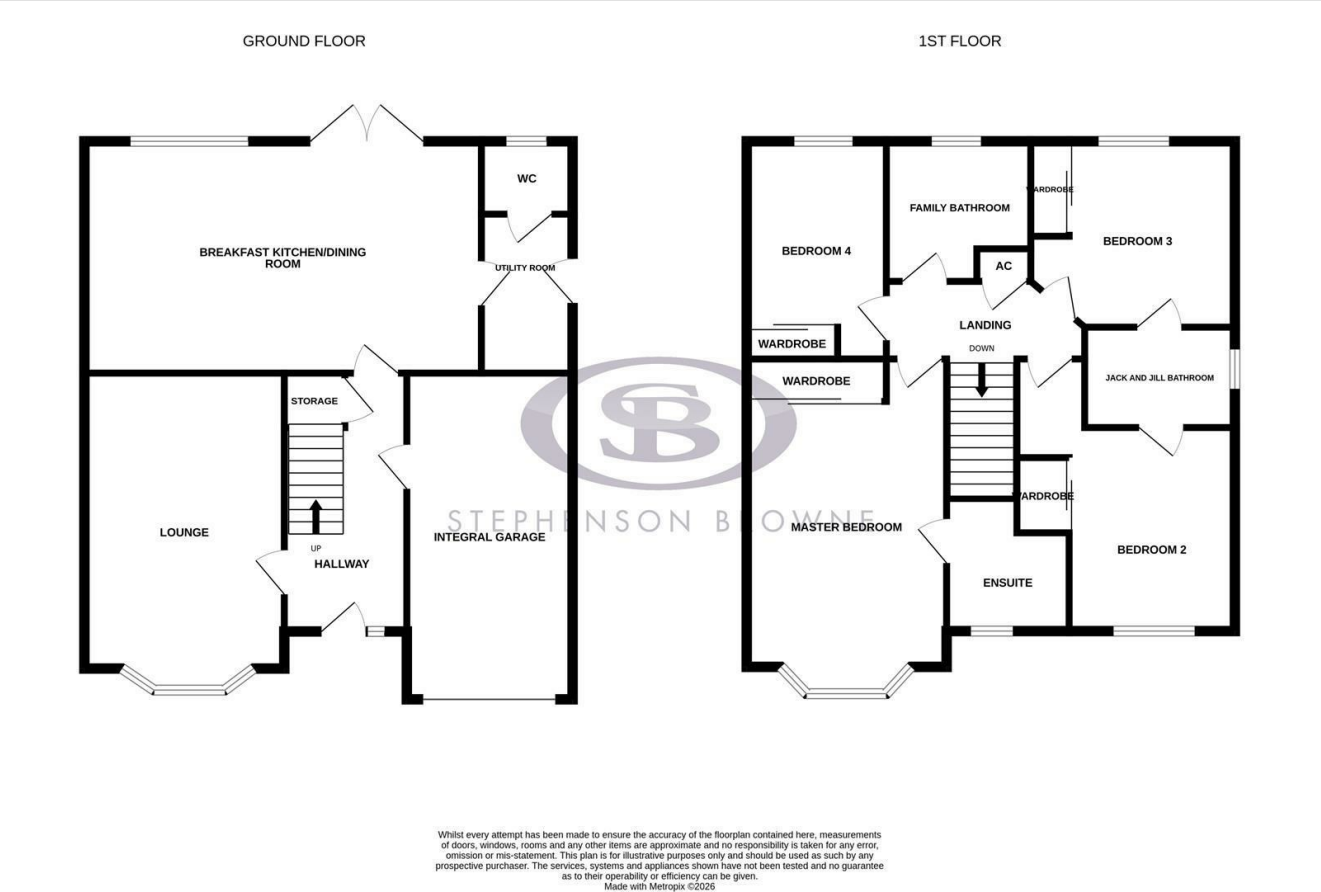 GROUND FLOOR
1ST FLOOR
WC
BREAKFAST KITCHEN/DINING
ROOM
UTILITY ROOM
STORAGE
LOUNGE
UP
HALLWAY
INTEGRAL GARAGE
WARDROBE
FAMILY BATHROOM
BEDROOM 3
BEDROOM 4
AC
LANDING
DOWN
WARDROBE
JACK AND JILL BATHROOM
WARDROBE
WARDROBE
MASTER BEDROOM
BEDROOM 2
ENSUITE
SB
STEPHENSON BROWNE
Whilst every attempt has been made to ensure the accuracy of the floorplan contained here, measurements
of doors, windows, rooms and any other items are approximate and no responsibility is taken for any error,
omission or mis-statement. This plan is for illustrative purposes only and should be used as such by any
prospective purchaser. The services, systems and appliances shown have not been tested and no guarantee
as to their operability or efficiency can be given.
Made with Metropix ©2026